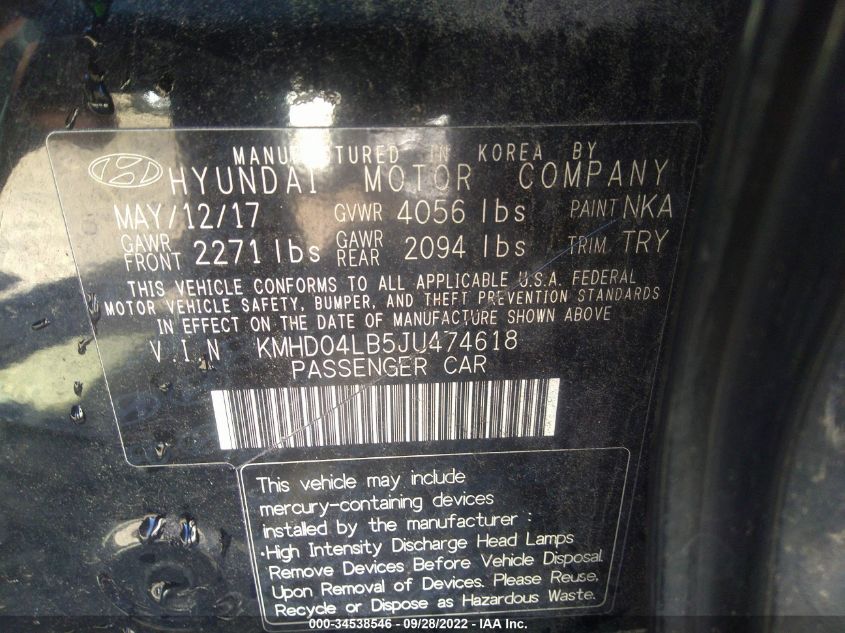 MANUFACTURED IN KOREA BY
HYUNDAI MOTOR COMPANY
MAY/12/17 GVWR 4056 lbs PAINT NKA
GAWR FRONT 2271 lbs GAWR REAR 2094 lbs TRIM TRY
THIS VEHICLE CONFORMS TO ALL APPLICABLE U.S.A. FEDERAL
MOTOR VEHICLE SAFETY, BUMPER, AND THEFT PREVENTION STANDARDS
IN EFFECT ON THE DATE OF MANUFACTURE SHOWN ABOVE
V I N KMHD04LB5JU474618
PASSENGER CAR
This vehicle may include
mercury-containing devices
installed by the manufacturer :
·High Intensity Discharge Head Lamps
Remove Devices Before Vehicle Disposal.
Upon Removal of Devices. Please Reuse,
Recycle or Dispose as Hazardous Waste.
000-34538546 - 09/28/2022 - IAA Inc.